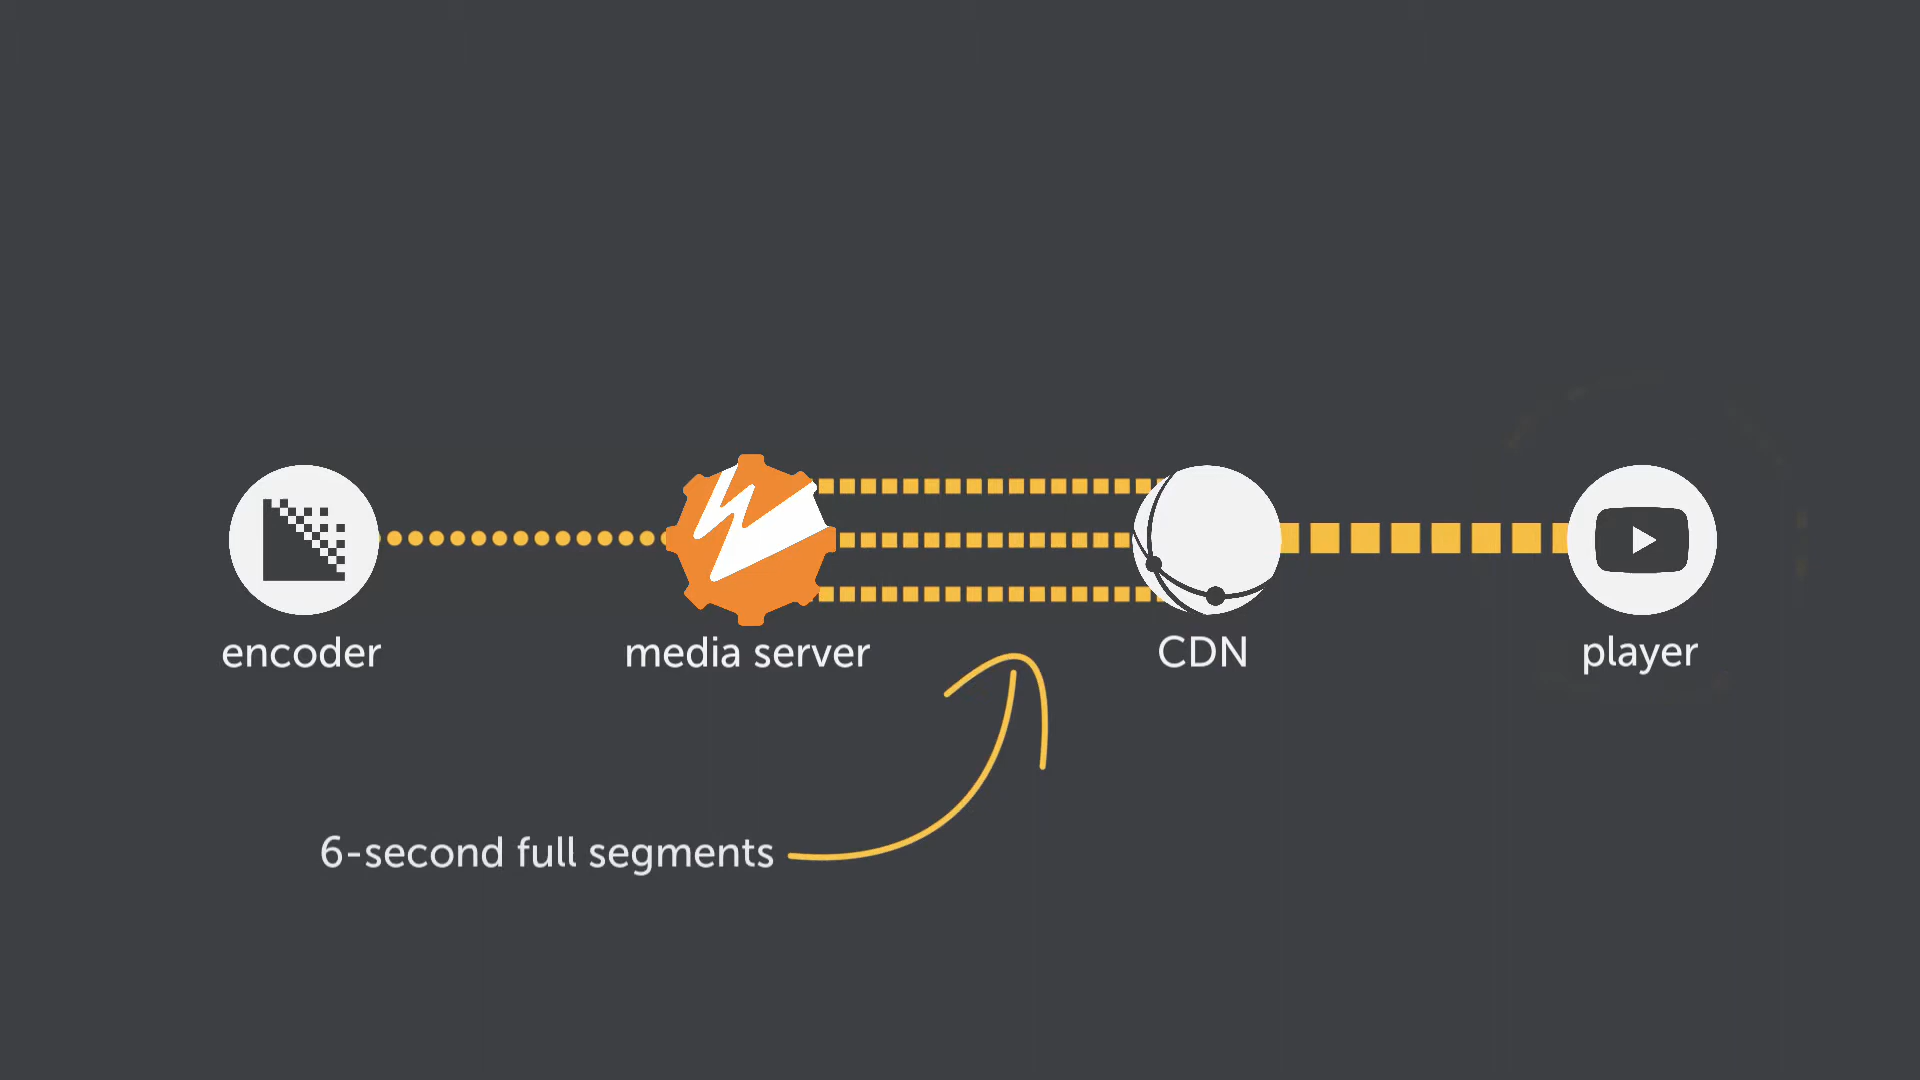 encoder
media server
CDN
player
6-second full segments